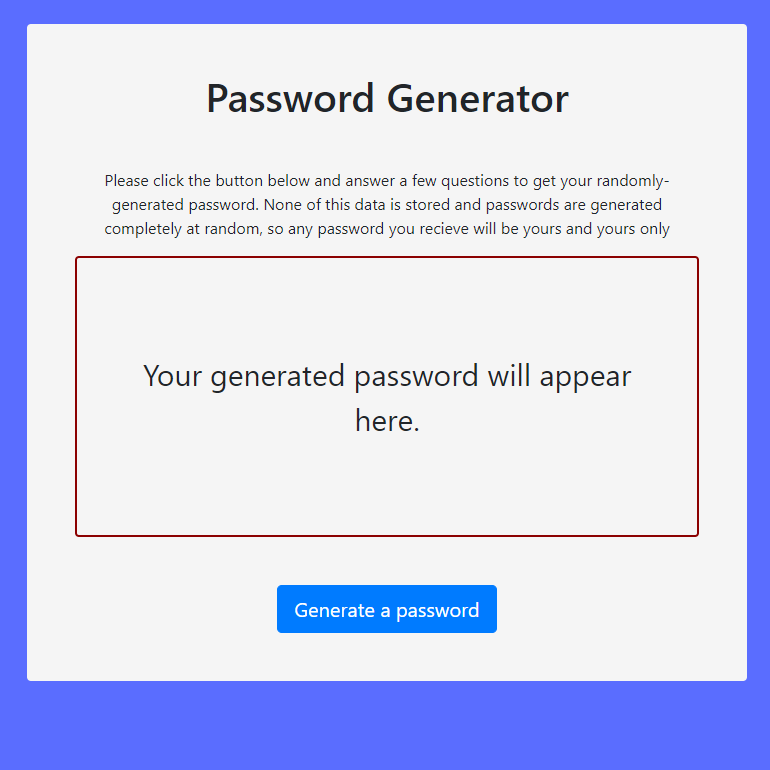 Password Generator
Please click the button below and answer a few questions to get your randomly-
generated password. None of this data is stored and passwords are generated
completely at random, so any password you recieve will be yours and yours only
Your generated password will appear
here.
Generate a password